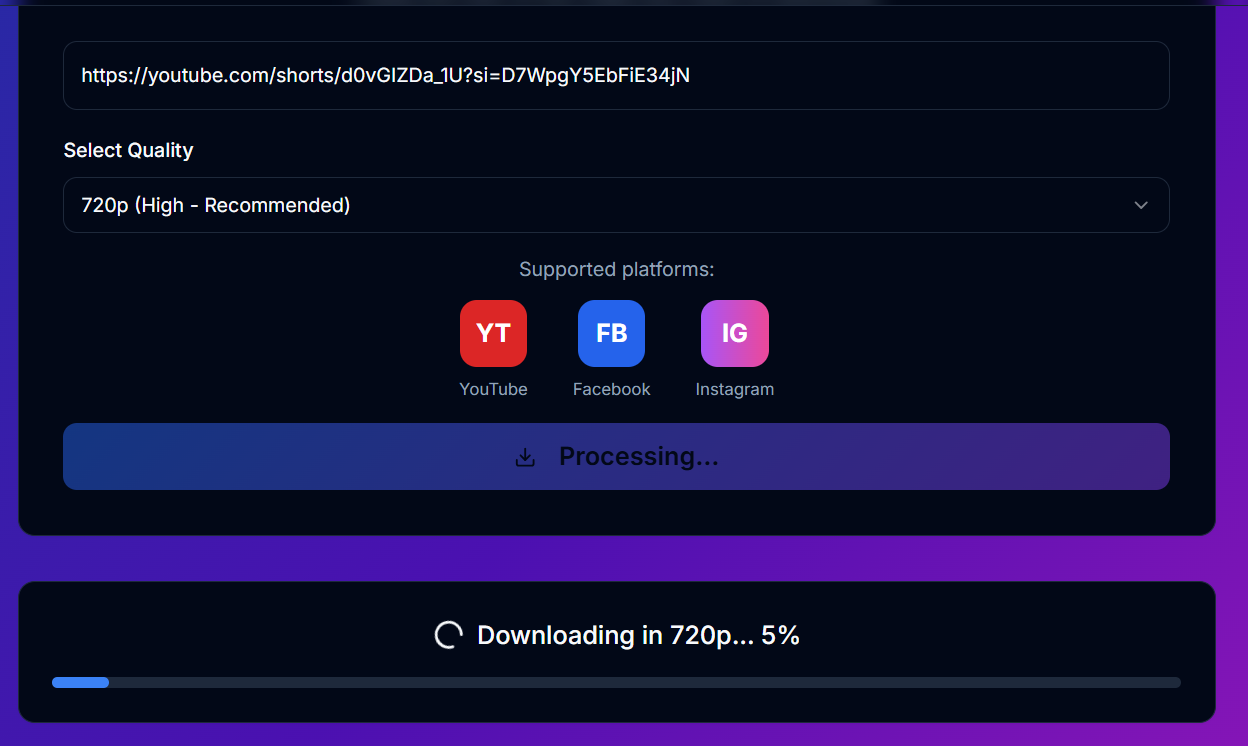 https://youtube.com/shorts/d0vGIZDa_1U?si=D7WpgY5EbFiE34jN
Select Quality
720p (High - Recommended)
Supported platforms:
YT FB IG
YouTube Facebook Instagram
Processing...
Downloading in 720p... 5%